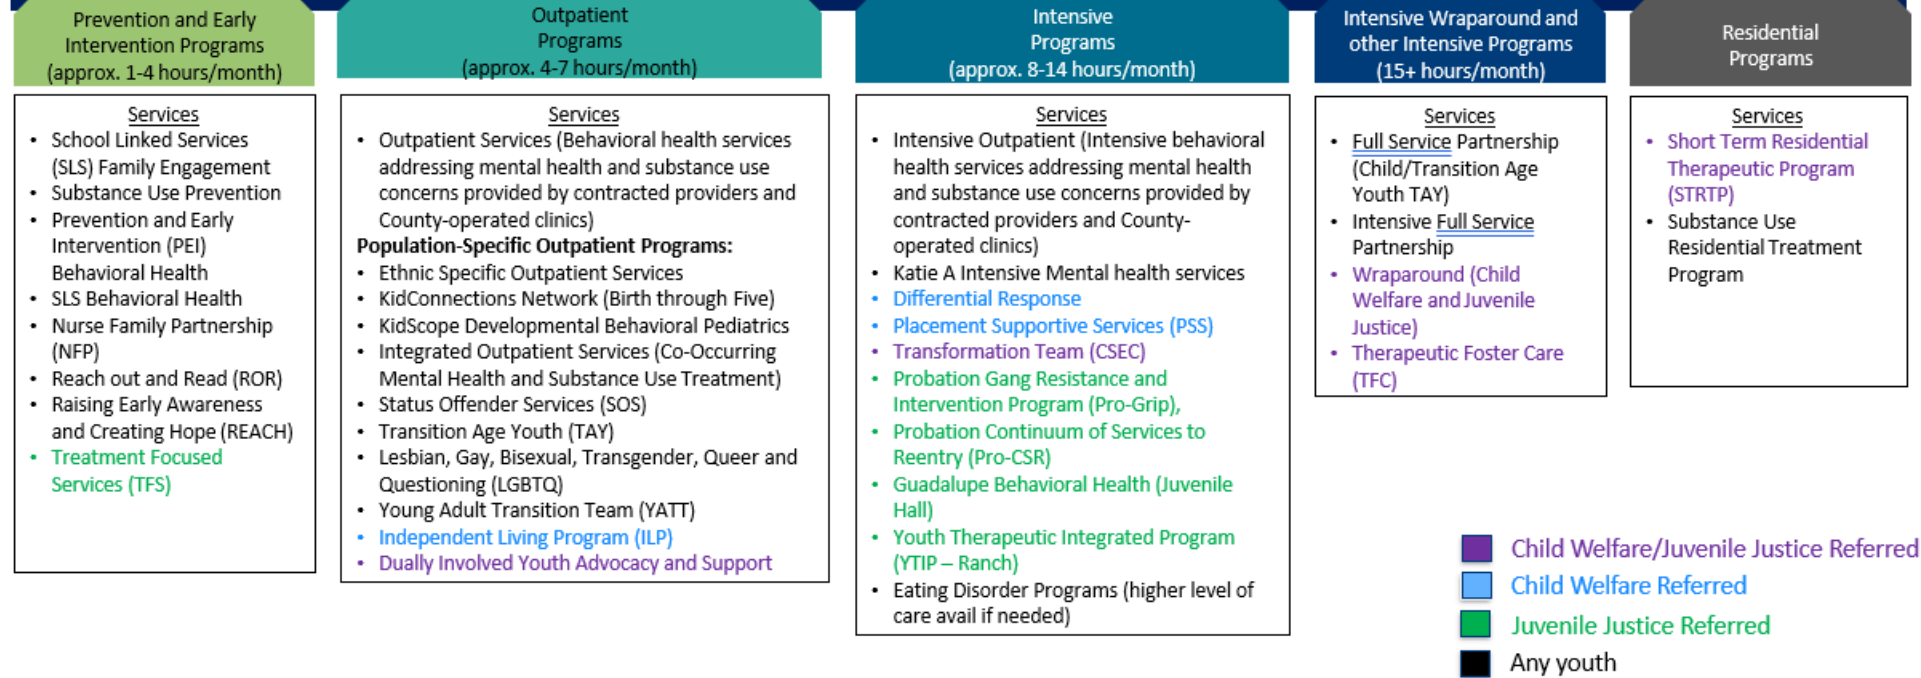 Prevention and Early
Intervention Programs
(approx. 1-4 hours/month)
Services
• School Linked Services
(SLS) Family Engagement
• Substance Use Prevention
• Prevention and Early
Intervention (PEI)
Behavioral Health
• SLS Behavioral Health
• Nurse Family Partnership
(NFP)
• Reach out and Read (ROR)
• Raising Early Awareness
and Creating Hope (REACH)
• Treatment Focused
Services (TFS)
Outpatient
Programs
(approx. 4-7 hours/month)
Services
• Outpatient Services (Behavioral health services
addressing mental health and substance use
concerns provided by contracted providers and
County-operated clinics)
Population-Specific Outpatient Programs:
• Ethnic Specific Outpatient Services
• KidConnections Network (Birth through Five)
• KidScope Developmental Behavioral Pediatrics
• Integrated Outpatient Services (Co-Occurring
Mental Health and Substance Use Treatment)
• Status Offender Services (SOS)
• Transition Age Youth (TAY)
• Lesbian, Gay, Bisexual, Transgender, Queer and
Questioning (LGBTQ)
• Young Adult Transition Team (YATT)
• Independent Living Program (ILP)
• Dually Involved Youth Advocacy and Support
Intensive
Programs
(approx. 8-14 hours/month)
Services
• Intensive Outpatient (Intensive behavioral
health services addressing mental health
and substance use concerns provided by
contracted providers and County-
operated clinics)
• Katie A Intensive Mental health services
• Differential Response
• Placement Supportive Services (PSS)
• Transformation Team (CSEC)
• Probation Gang Resistance and
Intervention Program (Pro-Grip),
• Probation Continuum of Services to
Reentry (Pro-CSR)
• Guadalupe Behavioral Health (Juvenile
Hall)
• Youth Therapeutic Integrated Program
(YTIP – Ranch)
• Eating Disorder Programs (higher level of
care avail if needed)
Intensive Wraparound and
other Intensive Programs
(15+ hours/month)
Services
• Full Service Partnership
(Child/Transition Age
Youth TAY)
• Intensive Full Service
Partnership
• Wraparound (Child
Welfare and Juvenile
Justice)
• Therapeutic Foster Care
(TFC)
Residential
Programs
Services
• Short Term Residential
Therapeutic Program
(STRTP)
• Substance Use
Residential Treatment
Program
Child Welfare/Juvenile Justice Referred
Child Welfare Referred
Juvenile Justice Referred
Any youth